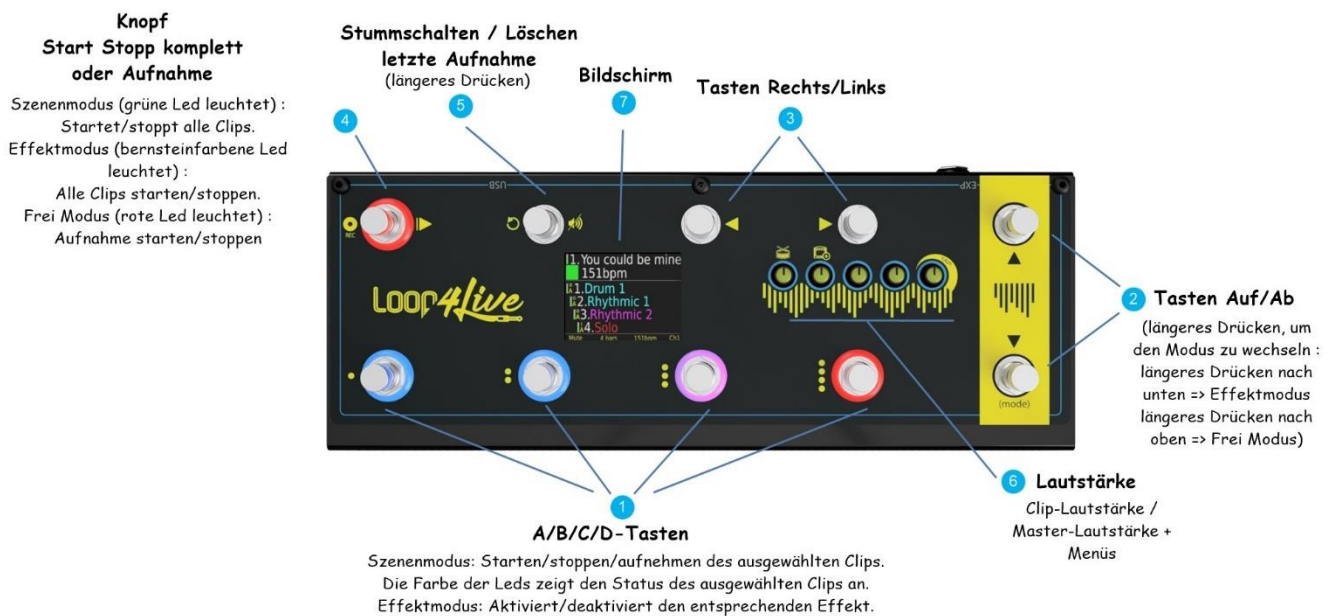 Knopf
Start Stopp komplett
oder Aufnahme
Szenenmodus (grüne Led leuchtet) :
Startet/stoppt alle Clips.
Effektmodus (bernsteinfarbene Led
leuchtet) :
Alle Clips starten/stoppen.
Frei Modus (rote Led leuchtet) :
Aufnahme starten/stoppen
4
Stummschalten / Löschen
letzte Aufnahme
(längeres Drücken)
5
Bildschirm
7
Tasten Rechts/Links
3
USB
EXP
REC
LOOP4Live
1. You could be mine
151bpm
1.Drum 1
2.Rhythmic 1
3.Rhythmic 2
4.Solo
Mute 4 bars 151bpm Ch1
(mode)
2 Tasten Auf/Ab
(längeres Drücken, um
den Modus zu wechseln :
längeres Drücken nach
unten => Effektmodus
längeres Drücken nach
oben => Frei Modus)
6 Lautstärke
Clip-Lautstärke /
Master-Lautstärke +
Menüs
1
A/B/C/D-Tasten
Szenenmodus: Starten/stoppen/aufnehmen des ausgewählten Clips.
Die Farbe der Leds zeigt den Status des ausgewählten Clips an.
Effektmodus: Aktiviert/deaktiviert den entsprechenden Effekt.